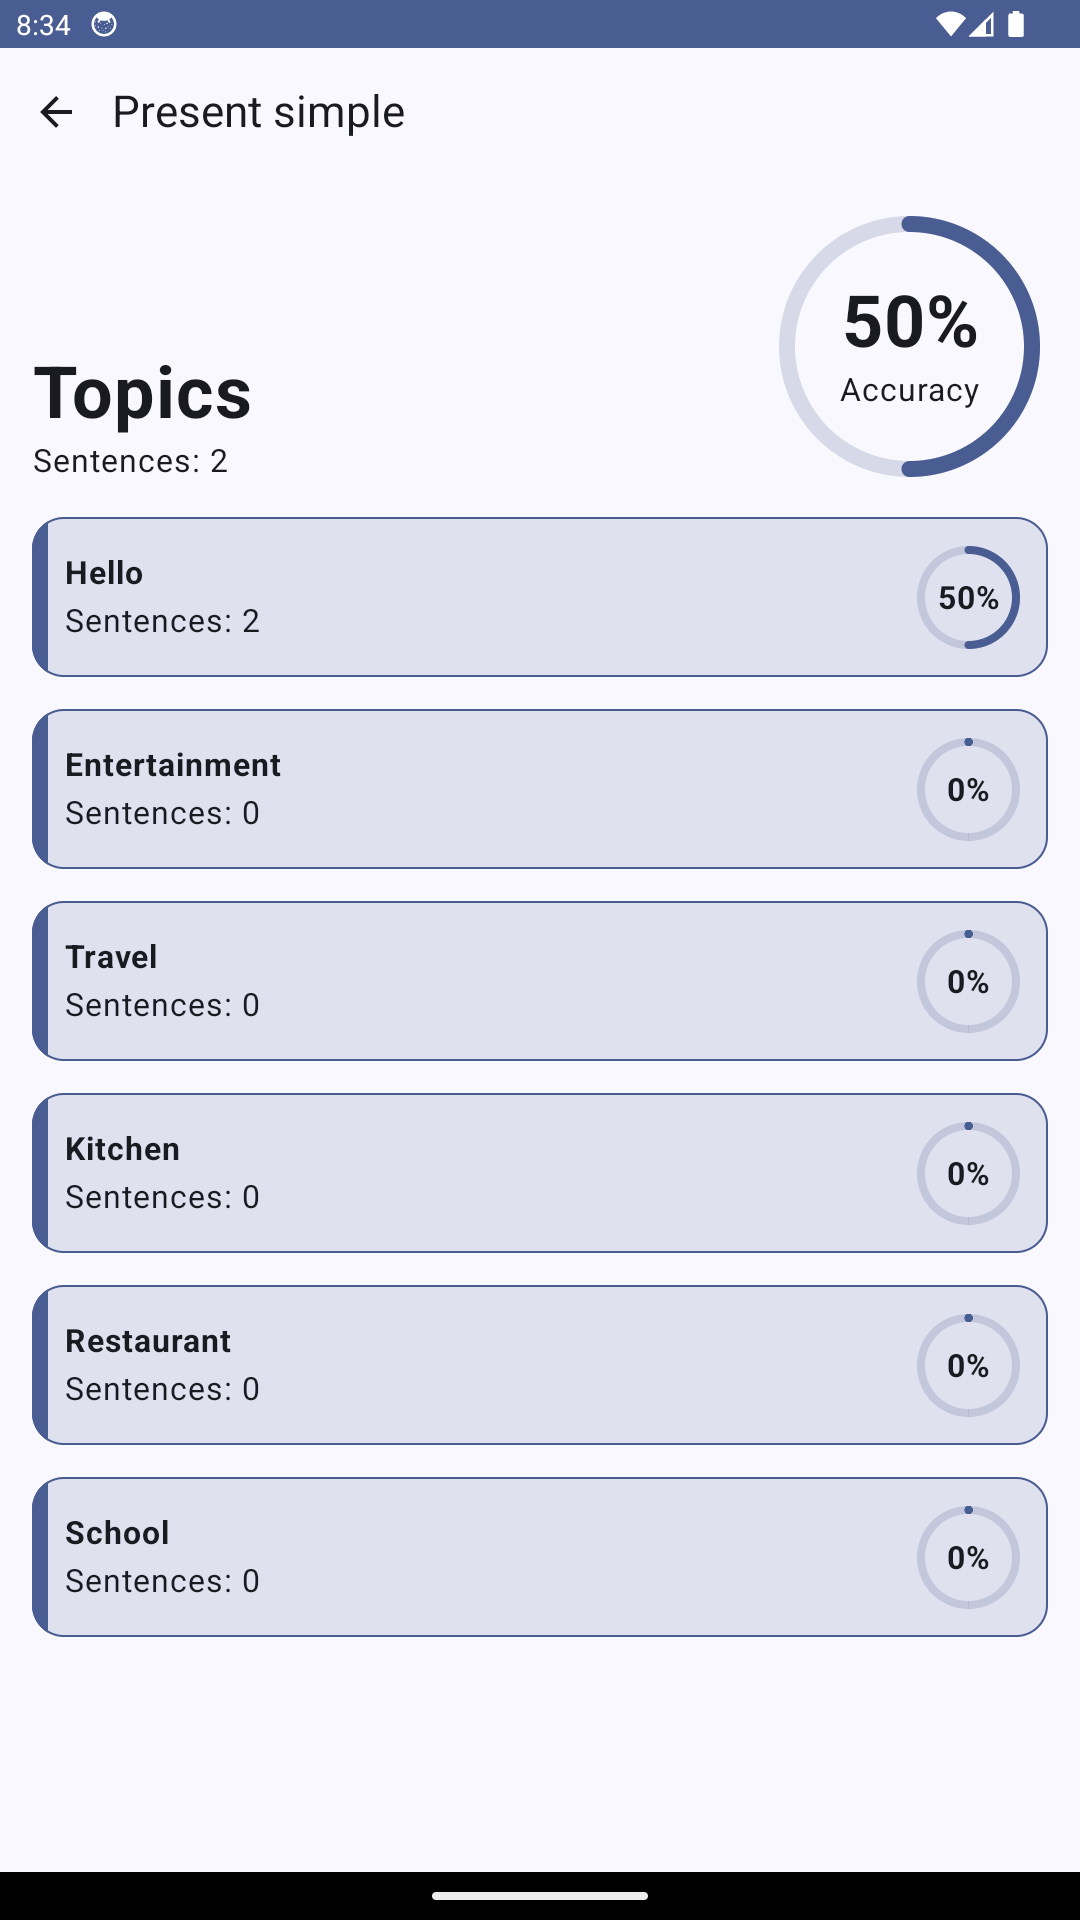 8:34
Present simple
50%
Accuracy
Topics
Sentences: 2
Hello
Sentences: 2
50%
Entertainment
Sentences: 0
0%
Travel
Sentences: 0
0%
Kitchen
Sentences: 0
0%
Restaurant
Sentences: 0
0%
School
Sentences: 0
0%